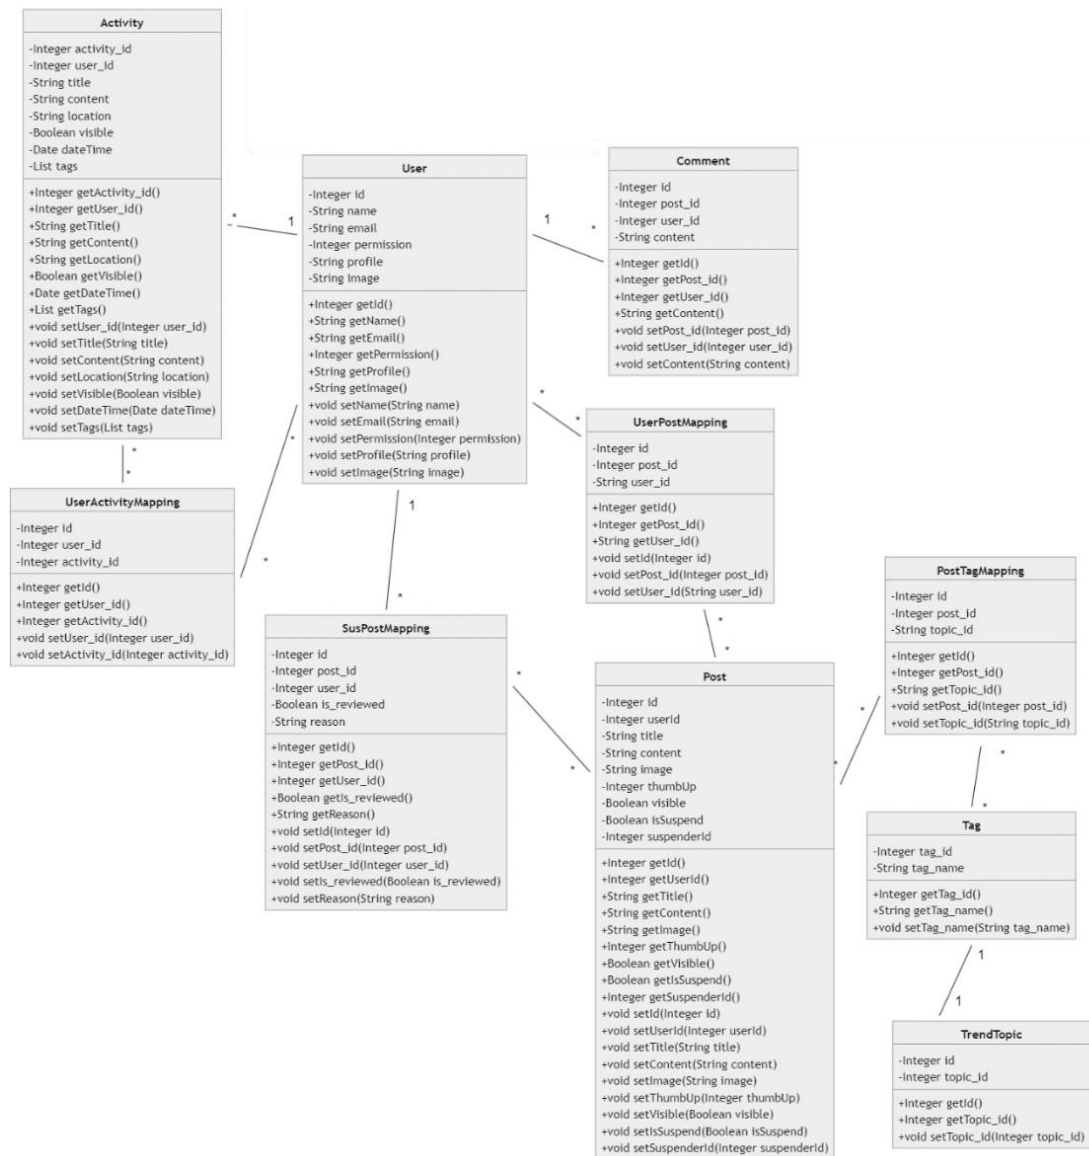 Activity
-Integer activity_id
-Integer user_id
-String title
-String content
-String location
-Boolean visible
-Date dateTime
-List tags
+Integer getActivity_id()
+Integer getUser_id()
+String getTitle()
+String getContent()
+String getLocation()
+Boolean getVisible()
+Date getDateTime()
+List getTags()
+void setUser_id(Integer user_id)
+void setTitle(String title)
+void setContent(String content)
+void setLocation(String location)
+void setVisible(Boolean visible)
+void setDateTime(Date dateTime)
+void setTags(List tags)
*
1
User
-Integer id
-String name
-String email
-Integer permission
-String profile
-String image
+Integer getId()
+String getName()
+String getEmail()
+Integer getPermission()
+String getProfile()
+String getImage()
+void setName(String name)
+void setEmail(String email)
+void setPermission(Integer permission)
+void setProfile(String profile)
+void setImage(String image)
1
*
Comment
-Integer id
-Integer post_id
-Integer user_id
-String content
+Integer getId()
+Integer getPost_id()
+Integer getUser_id()
+String getContent()
+void setPost_id(Integer post_id)
+void setUser_id(Integer user_id)
+void setContent(String content)
*
*
UserActivityMapping
-Integer id
-Integer user_id
-Integer activity_id
+Integer getId()
+Integer getUser_id()
+Integer getActivity_id()
+void setUser_id(Integer user_id)
+void setActivity_id(Integer activity_id)
*
*
1
*
SusPostMapping
-Integer id
-Integer post_id
-Integer user_id
-Boolean is_reviewed
-String reason
+Integer getId()
+Integer getPost_id()
+Integer getUser_id()
+Boolean getIs_reviewed()
+String getReason()
+void setId(Integer id)
+void setPost_id(Integer post_id)
+void setUser_id(Integer user_id)
+void setIs_reviewed(Boolean is_reviewed)
+void setReason(String reason)
*
*
*
*
UserPostMapping
-Integer id
-Integer post_id
-String user_id
+Integer getId()
+Integer getPost_id()
+String getUser_id()
+void setId(Integer id)
+void setPost_id(Integer post_id)
+void setUser_id(String user_id)
*
*
Post
-Integer id
-Integer userId
-String title
-String content
-String image
-Integer thumbUp
-Boolean visible
-Boolean isSuspend
-Integer suspenderId
+Integer getId()
+Integer getUserId()
+String getTitle()
+String getContent()
+String getImage()
+Integer getThumbUp()
+Boolean getVisible()
+Boolean getIsSuspend()
+Integer getSuspenderId()
+void setId(Integer id)
+void setUserId(Integer userId)
+void setTitle(String title)
+void setContent(String content)
+void setImage(String image)
+void setThumbUp(Integer thumbUp)
+void setVisible(Boolean visible)
+void setIsSuspend(Boolean isSuspend)
+void setSuspenderId(Integer suspenderId)
*
*
PostTagMapping
-Integer id
-Integer post_id
-String topic_id
+Integer getId()
+Integer getPost_id()
+String getTopic_id()
+void setPost_id(Integer post_id)
+void setTopic_id(String topic_id)
*
*
Tag
-Integer tag_id
-String tag_name
+Integer getTag_id()
+String getTag_name()
+void setTag_name(String tag_name)
1
1
TrendTopic
-Integer id
-Integer topic_id
+Integer getId()
+Integer getTopic_id()
+void setTopic_id(Integer topic_id)